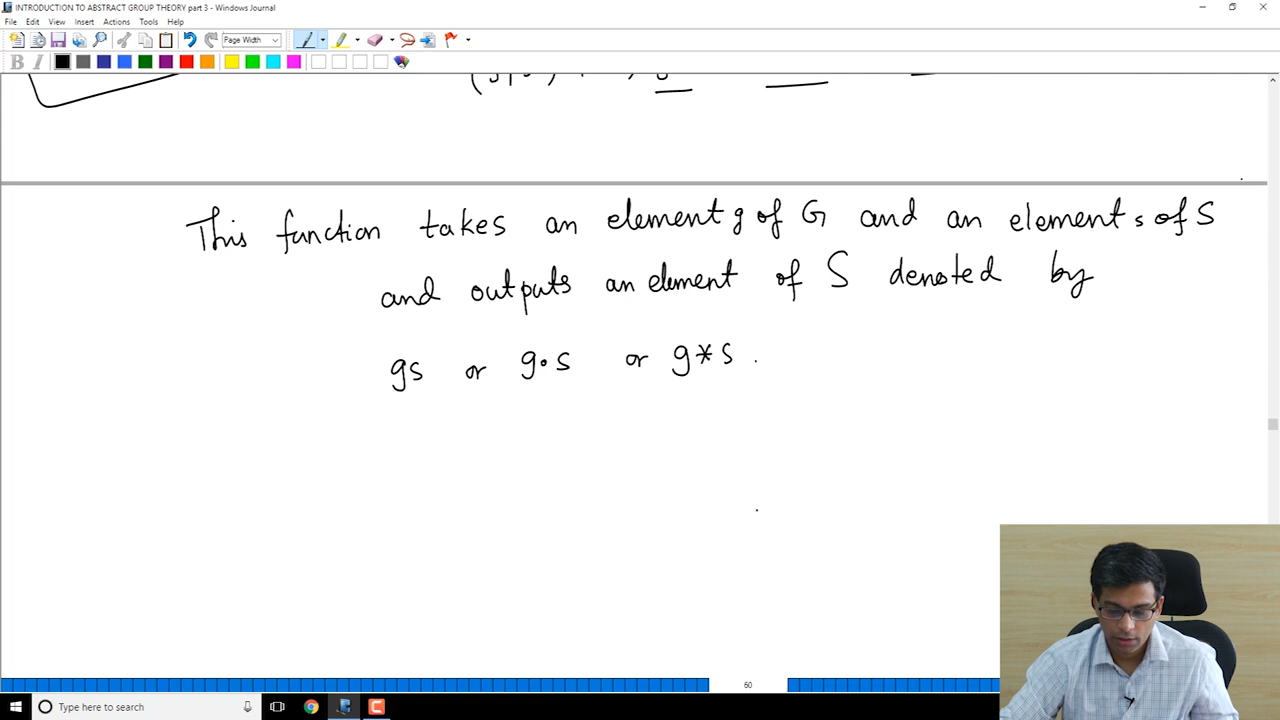 INTRODUCTION TO ABSTRACT GROUP THEORY part 3 - Windows Journal
File Edit View Insert Actions Tools Help
Page Width
B I
This function takes an element g of G and an element s of S
and outputs an element of S denoted by
gs or g·s or g*s .
60
Type here to search